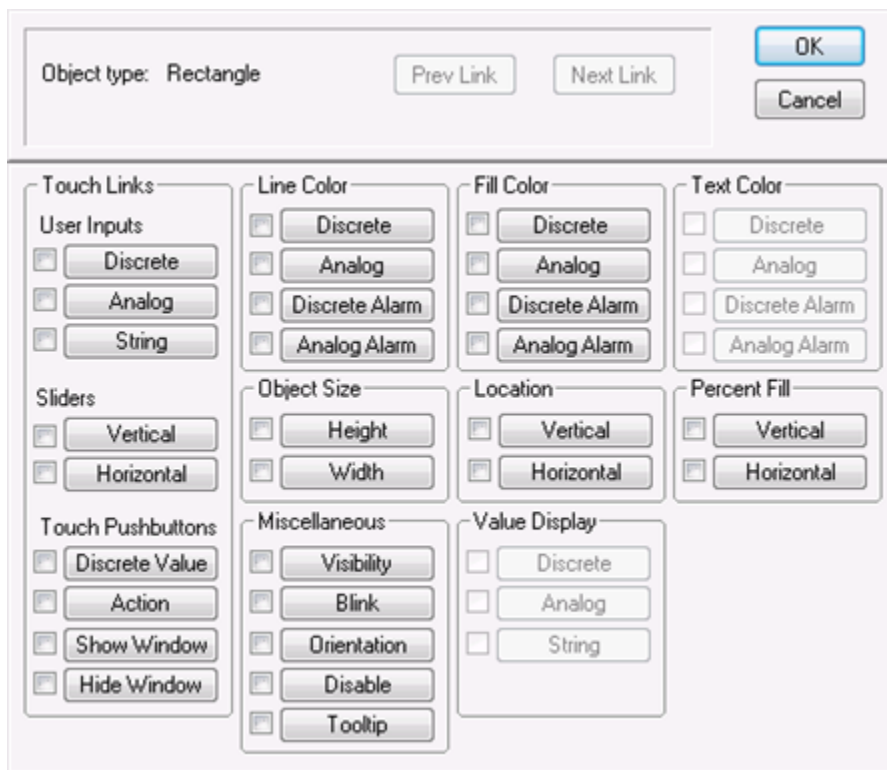 Object type: Rectangle
Prev Link
Next Link
OK
Cancel
Touch Links
User Inputs
Discrete
Analog
String
Sliders
Vertical
Horizontal
Touch Pushbuttons
Discrete Value
Action
Show Window
Hide Window
Line Color
Discrete
Analog
Discrete Alarm
Analog Alarm
Object Size
Height
Width
Miscellaneous
Visibility
Blink
Orientation
Disable
Tooltip
Fill Color
Discrete
Analog
Discrete Alarm
Analog Alarm
Location
Vertical
Horizontal
Value Display
Discrete
Analog
String
Text Color
Discrete
Analog
Discrete Alarm
Analog Alarm
Percent Fill
Vertical
Horizontal